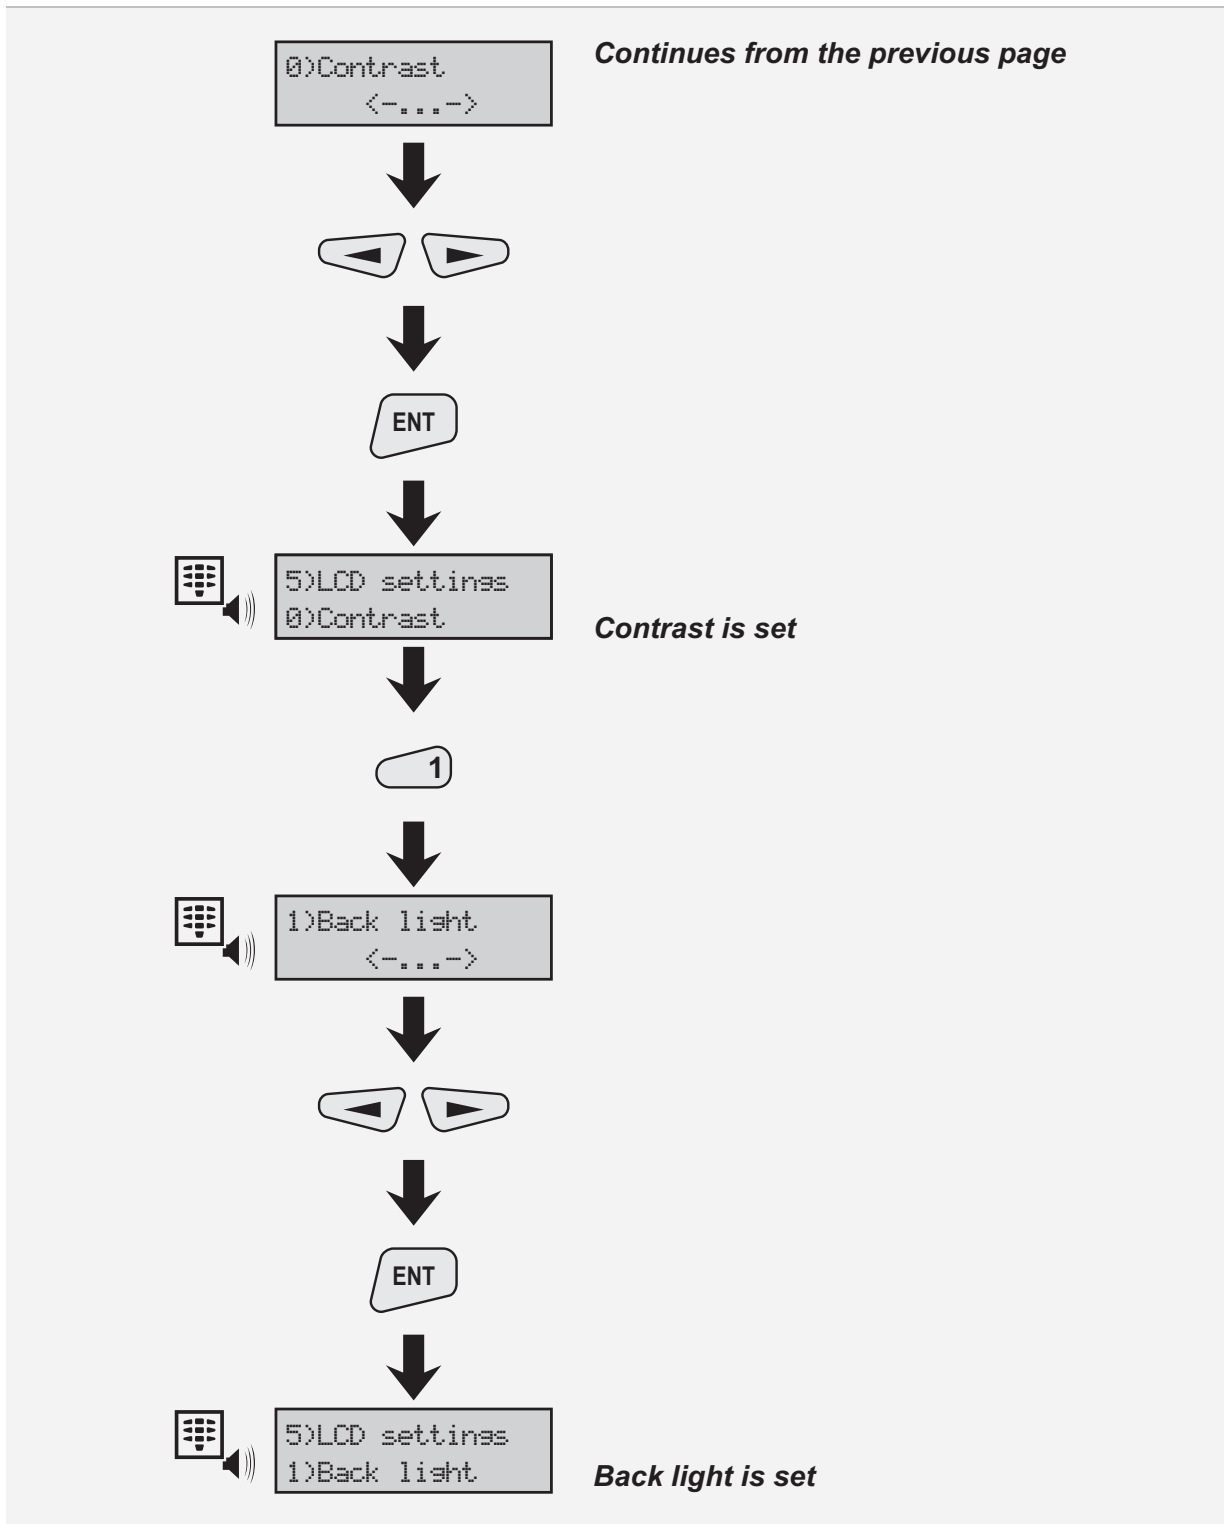 0)Contrast
Continues from the previous page
<-...->
ENT
5)LCD settings
0)Contrast
Contrast is set
1
1)Back light
<-...->
ENT
5)LCD settings
1)Back light
Back light is set